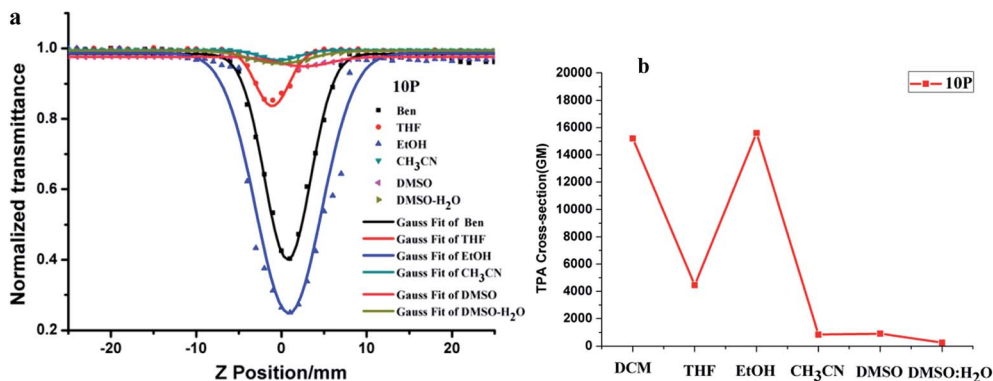 a
1.0
0.8
0.6
0.4
0.2
Normalized transmittance
-20
-10
0
10
20
Z Position/mm
10P
Ben
THF
EtOH
CH3CN
DMSO
DMSO-H2O
Gauss Fit of Ben
Gauss Fit of THF
Gauss Fit of EtOH
Gauss Fit of CH3CN
Gauss Fit of DMSO
Gauss Fit of DMSO-H2O
b
10P
20000
18000
16000
14000
12000
10000
8000
6000
4000
2000
0
TPA Cross-section(GM)
DCM
THF
EtOH
CH3CN
DMSO
DMSO:H2O